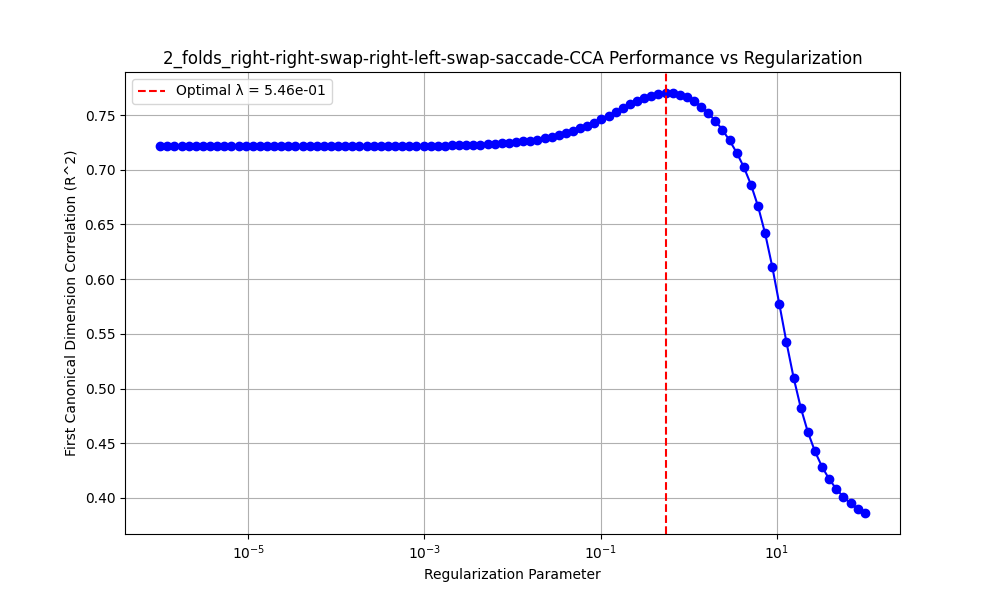 2_folds_right-right-swap-right-left-swap-saccade-CCA Performance vs Regularization
Optimal λ = 5.46e-01
First Canonical Dimension Correlation (R^2)
0.75
0.70
0.65
0.60
0.55
0.50
0.45
0.40
10⁻⁵ 10⁻³ 10⁻¹ 10¹
Regularization Parameter